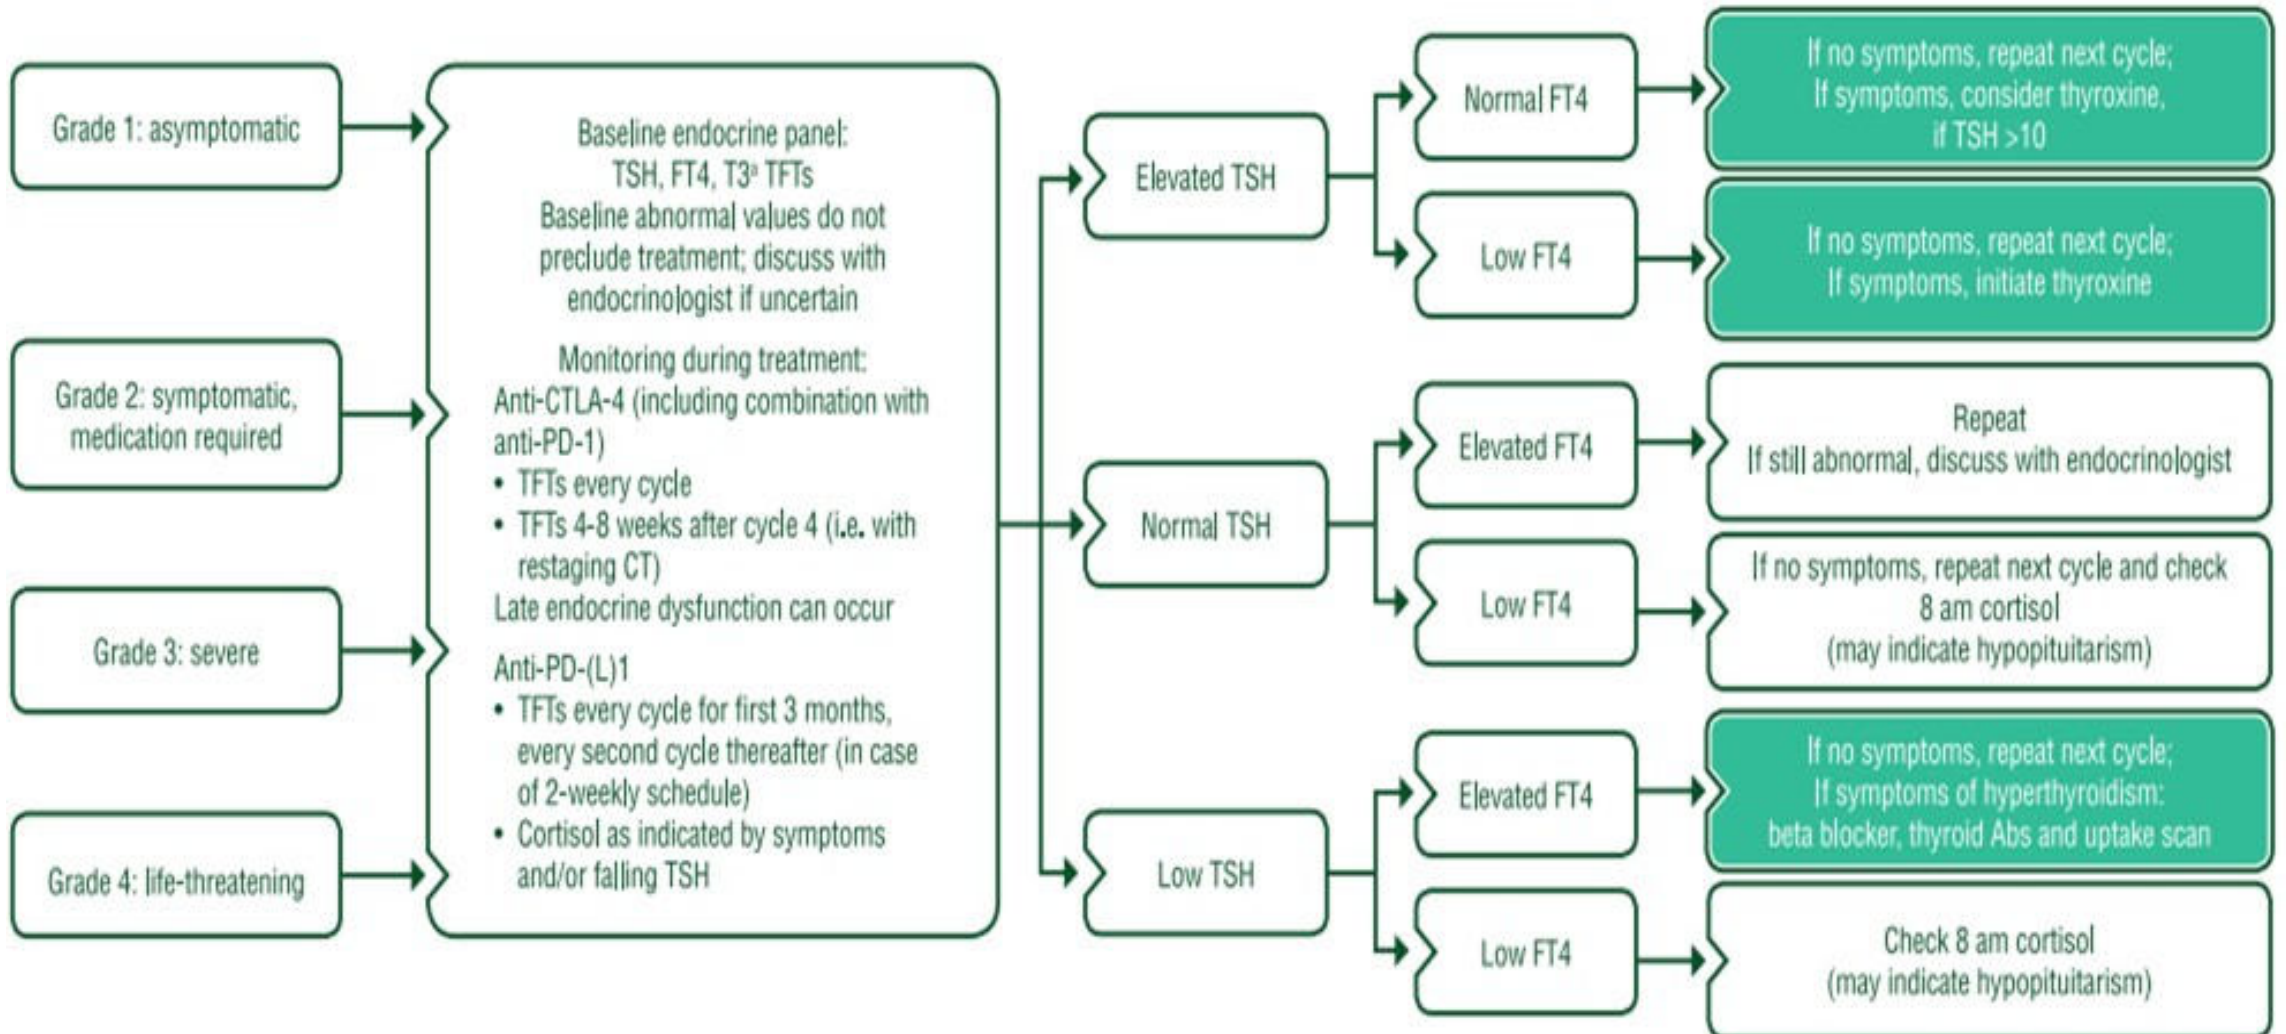 Grade 1: asymptomatic
Grade 2: symptomatic,
medication required
Grade 3: severe
Grade 4: life-threatening
Baseline endocrine panel:
TSH, FT4, T3ª TFTs
Baseline abnormal values do not
preclude treatment; discuss with
endocrinologist if uncertain
Monitoring during treatment:
Anti-CTLA-4 (including combination with
anti-PD-1)
• TFTs every cycle
• TFTs 4-8 weeks after cycle 4 (i.e. with
restaging CT)
Late endocrine dysfunction can occur
Anti-PD-(L)1
• TFTs every cycle for first 3 months,
every second cycle thereafter (in case
of 2-weekly schedule)
• Cortisol as indicated by symptoms
and/or falling TSH
Elevated TSH
Normal FT4
If no symptoms, repeat next cycle;
If symptoms, consider thyroxine,
if TSH >10
Low FT4
If no symptoms, repeat next cycle;
If symptoms, initiate thyroxine
Normal TSH
Elevated FT4
Repeat
If still abnormal, discuss with endocrinologist
Low FT4
If no symptoms, repeat next cycle and check
8 am cortisol
(may indicate hypopituitarism)
Low TSH
Elevated FT4
If no symptoms, repeat next cycle;
If symptoms of hyperthyroidism:
beta blocker, thyroid Abs and uptake scan
Low FT4
Check 8 am cortisol
(may indicate hypopituitarism)